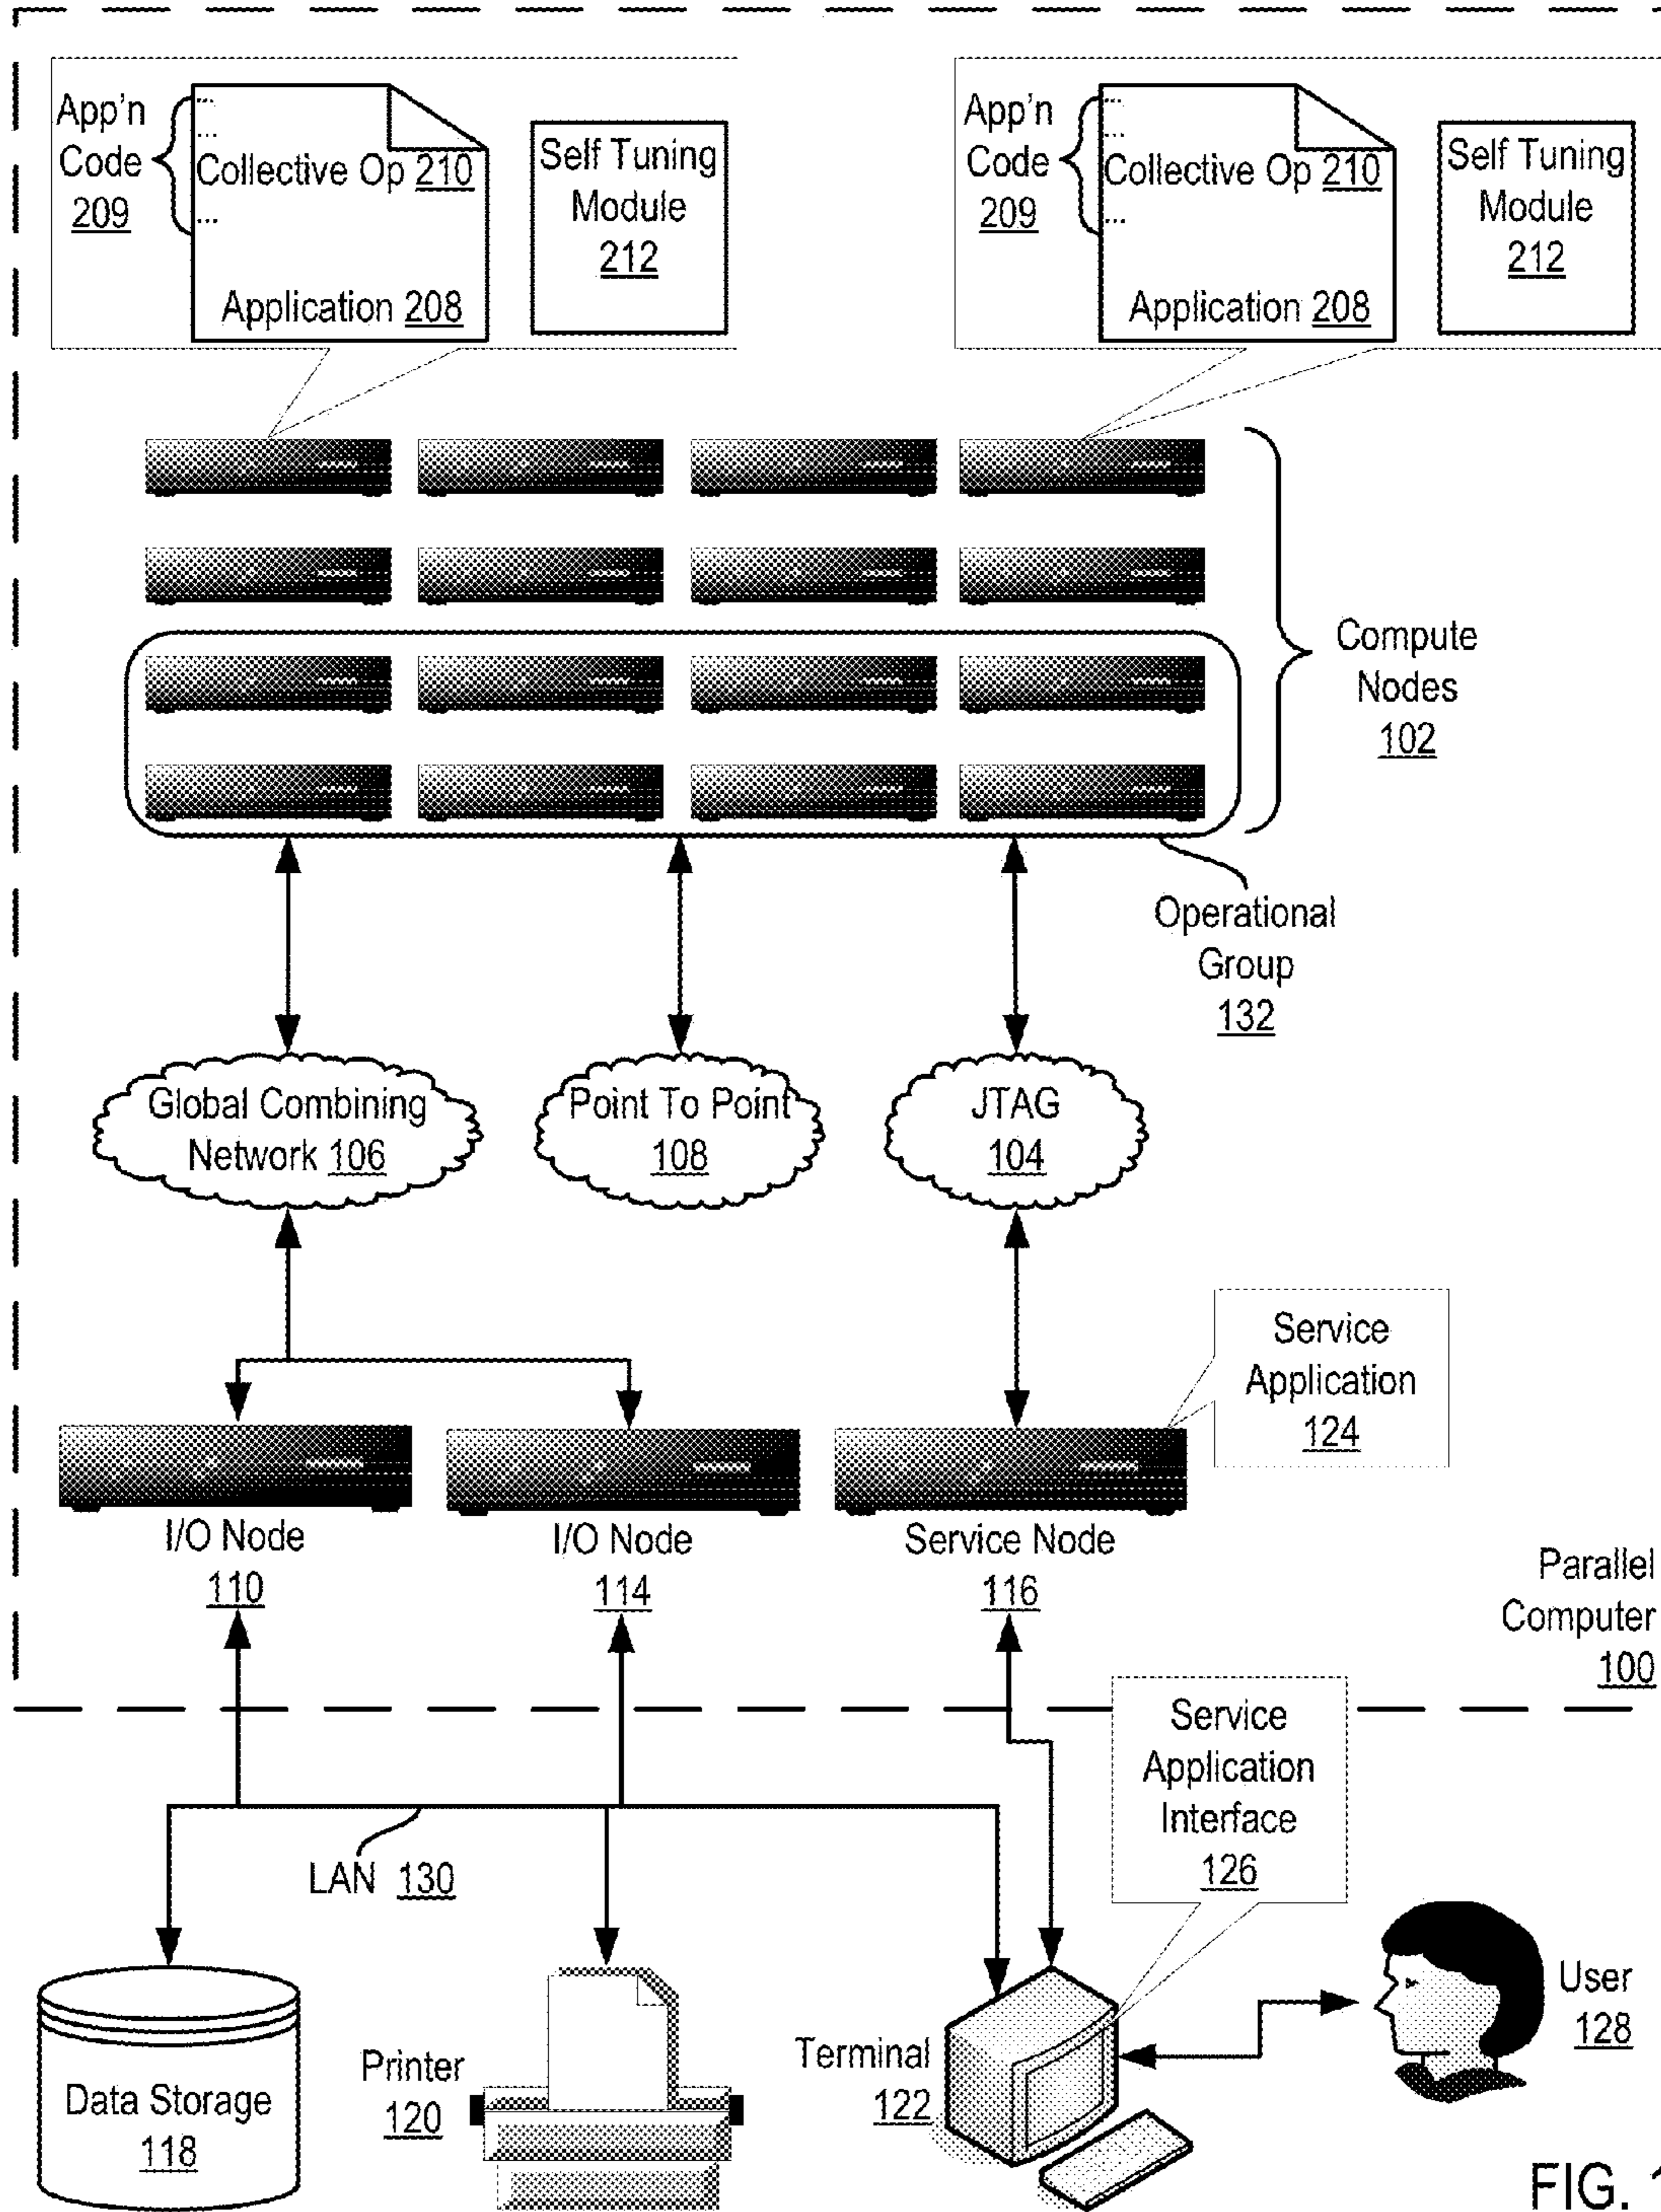 App'n
Code
209
...
...
Collective Op 210
...
Application 208
Self Tuning
Module
212
App'n
Code
209
...
...
Collective Op 210
...
Application 208
Self Tuning
Module
212
Compute
Nodes
102
Operational
Group
132
Global Combining
Network 106
Point To Point
108
JTAG
104
Service
Application
124
I/O Node
110
I/O Node
114
Service Node
116
Parallel
Computer
100
Service
Application
Interface
126
LAN 130
Data Storage
118
Printer
120
Terminal
122
User
128
FIG. 1